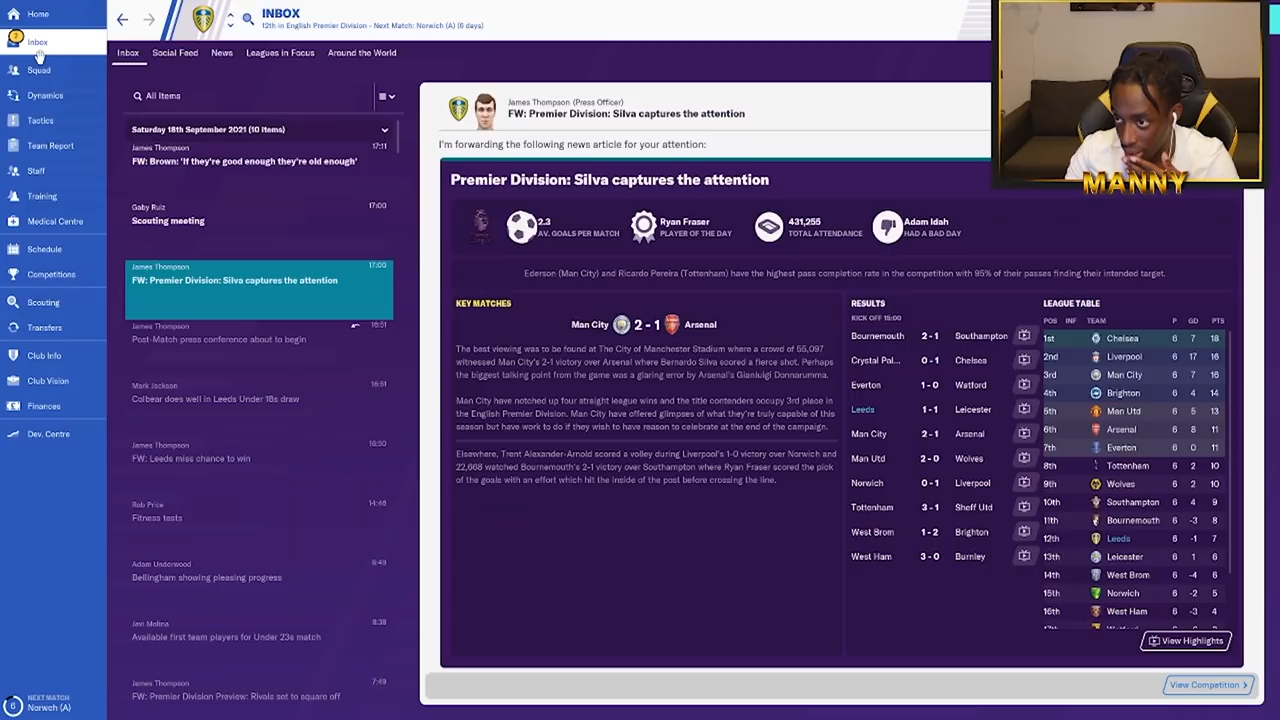 Home
INBOX
12th in English Premier Division - Next Match: Norwich (A) (6 days)
Inbox
Squad
Dynamics
Tactics
Team Report
Staff
Training
Medical Centre
Schedule
Competitions
Scouting
Transfers
Club Info
Club Vision
Finances
Dev. Centre
NEXT MATCH
6 Norwch (A)
Inbox Social Feed News Leagues in Focus Around the World
All Items
Saturday 18th September 2021 (10 Items)
James Thompson 17:11
FW: Brown: 'If they're good enough they're old enough'
Gaby Ruiz 17:00
Scouting meeting
James Thompson 17:00
FW: Premier Division: Silva captures the attention
James Thompson 16:51
Post-Match press conference about to begin
Mark Jackson 16:51
Colbear does well in Leeds Under 18s draw
James Thompson 16:50
FW: Leeds miss chance to win
Rob Price 14:46
Fitness tests
Adam Underwood 8:49
Bellingham showing pleasing progress
Javi Molina 8:38
Available first team players for Under 23s match
James Thompson 7:49
FW: Premier Division Preview: Rivals set to square off
James Thompson (Press Officer)
FW: Premier Division: Silva captures the attention
I'm forwarding the following news article for your attention:
MANNY
Premier Division: Silva captures the attention
2.3
AV. GOALS PER MATCH
Ryan Fraser
PLAYER OF THE DAY
431,255
TOTAL ATTENDANCE
Adam Idah
HAD A BAD DAY
Ederson (Man City) and Ricardo Pereira (Tottenham) have the highest pass completion rate in the competition with 95% of their passes finding their intended target.
KEY MATCHES
Man City 2 - 1 Arsenal
The best viewing was to be found at The City of Manchester Stadium where a crowd of 55,097
witnessed Man City's 2-1 victory over Arsenal where Bernardo Silva scored a fierce shot. Perhaps
the biggest talking point from the game was a glaring error by Arsenal's Gianluigi Donnarumma.
Man City have notched up four straight league wins and the title contenders occupy 3rd place in
the English Premier Division. Man City have offered glimpses of what they're truly capable of this
season but have work to do if they wish to have reason to celebrate at the end of the campaign.
Elsewhere, Trent Alexander-Arnold scored a volley during Liverpool's 1-0 victory over Norwich and
22,668 watched Bournemouth's 2-1 victory over Southampton where Ryan Fraser scored the pick
of the goals with an effort which hit the inside of the post before crossing the line.
RESULTS
KICK OFF 15:00
Bournemouth 2 - 1 Southampton
Crystal Pal... 0 - 1 Chelsea
Everton 1 - 0 Watford
Leeds 1 - 1 Leicester
Man City 2 - 1 Arsenal
Man Utd 2 - 0 Wolves
Norwich 0 - 1 Liverpool
Tottenham 3 - 1 Sheff Utd
West Brom 1 - 2 Brighton
West Ham 3 - 0 Burnley
LEAGUE TABLE
POS INF TEAM P GD PTS
1st Chelsea 6 7 18
2nd Liverpool 6 17 16
3rd Man City 6 7 16
4th Brighton 6 4 14
5th Man Utd 6 5 13
6th Arsenal 6 8 11
7th Everton 6 0 11
8th Tottenham 6 2 10
9th Wolves 6 2 10
10th Southampton 6 4 9
11th Bournemouth 6 -3 8
12th Leeds 6 -1 7
13th Leicester 6 1 6
14th West Brom 6 -4 6
15th Norwich 6 -2 5
16th West Ham 6 -3 4
View Highlights
View Competition >